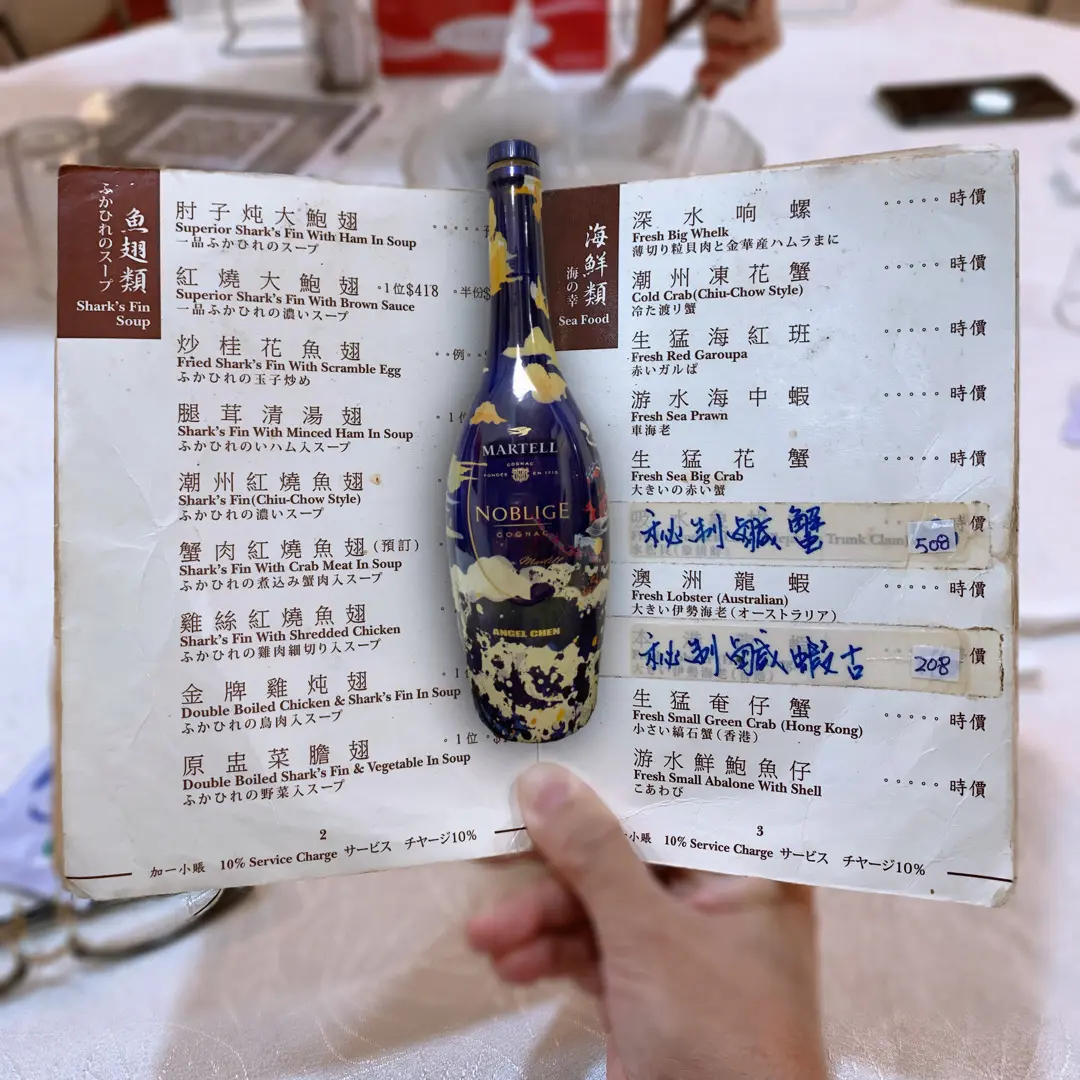 魚翅類
ふかひれのスープ
Shark's Fin
Soup
肘子炖大鮑翅
Superior Shark's Fin With Ham In Soup
一品ふかひれのスープ
紅燒大鮑翅 1位$418 半份$
Superior Shark's Fin With Brown Sauce
一品ふかひれの濃いスープ
炒桂花魚翅 例
Fried Shark's Fin With Scramble Egg
ふかひれの玉子炒め
腿茸清湯翅 1
Shark's Fin With Minced Ham In Soup
ふかひれのいハム入スープ
潮州紅燒魚翅
Shark's Fin(Chiu-Chow Style)
ふかひれの濃いスープ
蟹肉紅燒魚翅(預訂)
Shark's Fin With Crab Meat In Soup
ふかひれの煮込み蟹肉入スープ
雞絲紅燒魚翅
Shark's Fin With Shredded Chicken
ふかひれの雞肉細切り入スープ
金牌雞炖翅 1
Double Boiled Chicken & Shark's Fin In Soup
ふかひれの鳥肉入スープ
原盅菜膽翅 1位
Double Boiled Shark's Fin & Vegetable In Soup
ふかひれの野菜入スープ
2
加一小賬 10% Service Charge サービス チヤージ10%
MARTELL
COGNAC
FONDÉE EN 1715
NOBLIGE
COGNAC
ANGEL CHEN
海鮮類
海の幸
Sea Food
深水响螺 ‧‧‧‧‧時價
Fresh Big Whelk
薄切り粒貝肉と金華産ハムラまに
潮州凍花蟹 ‧‧‧‧‧時價
Cold Crab(Chiu-Chow Style)
冷た渡り蟹
生猛海紅班 ‧‧‧‧‧時價
Fresh Red Garoupa
赤いガルぱ
游水海中蝦 ‧‧‧‧‧時價
Fresh Sea Prawn
車海老
生猛花蟹 ‧‧‧‧‧時價
Fresh Sea Big Crab
大きいの赤い蟹
秘制鹹蟹 508 時價
Trunk Clam
澳洲龍蝦 ‧‧‧‧‧時價
Fresh Lobster (Australian)
大きい伊勢海老(オーストラリア)
秘制鹹蝦古 208 價
生猛奄仔蟹 ‧‧‧‧‧時價
Fresh Small Green Crab (Hong Kong)
小さい縞石蟹(香港)
游水鮮鮑魚仔 ‧‧‧‧‧時價
Fresh Small Abalone With Shell
こあわび
3
小賬 10% Service Charge サービス チヤージ10%